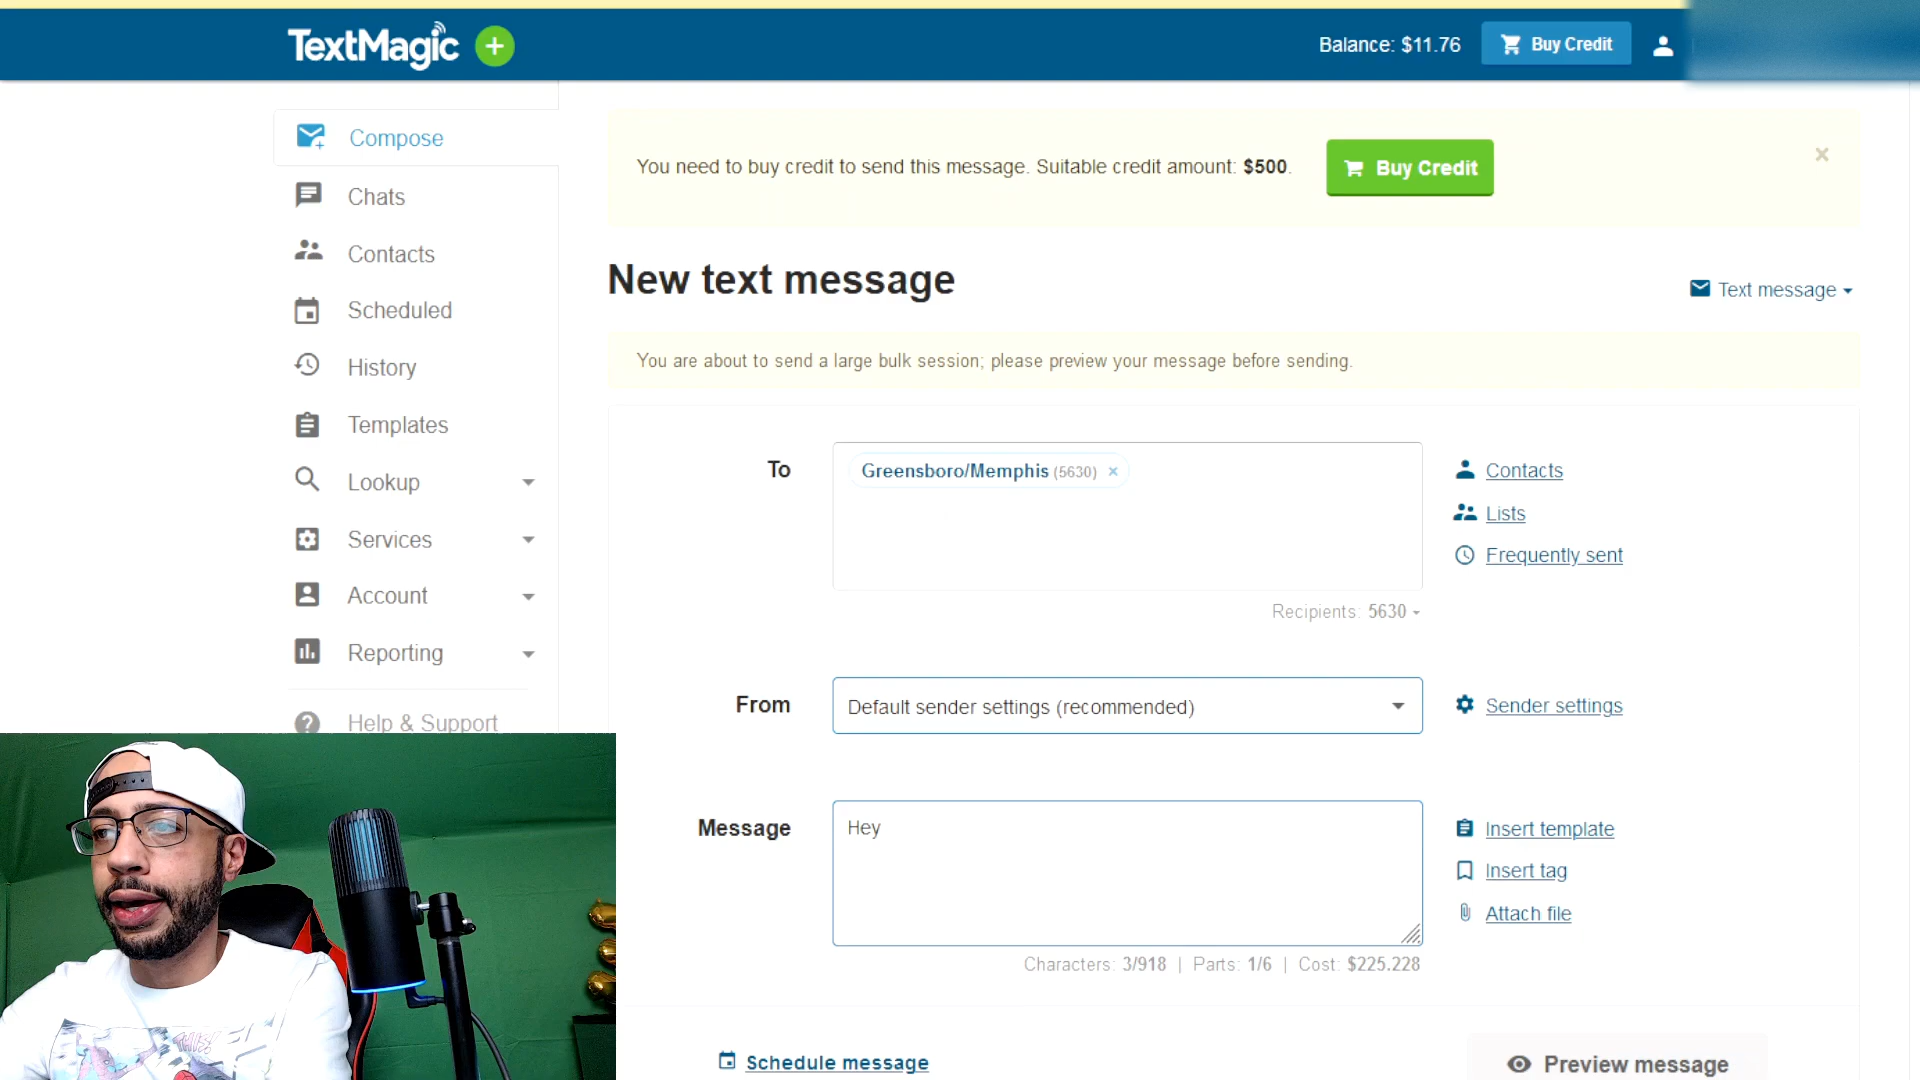 TextMagic
Balance: $11.76
Buy Credit
Compose
Chats
Contacts
Scheduled
History
Templates
Lookup
Services
Account
Reporting
Help & Support
You need to buy credit to send this message. Suitable credit amount: $500.
Buy Credit
×
New text message
Text message
You are about to send a large bulk session; please preview your message before sending.
To
Greensboro/Memphis (5630) ×
Contacts
Lists
Frequently sent
Recipients: 5630
From
Default sender settings (recommended)
Sender settings
Message
Hey
Insert template
Insert tag
Attach file
Characters: 3/918 | Parts: 1/6 | Cost: $225.228
Schedule message
Preview message